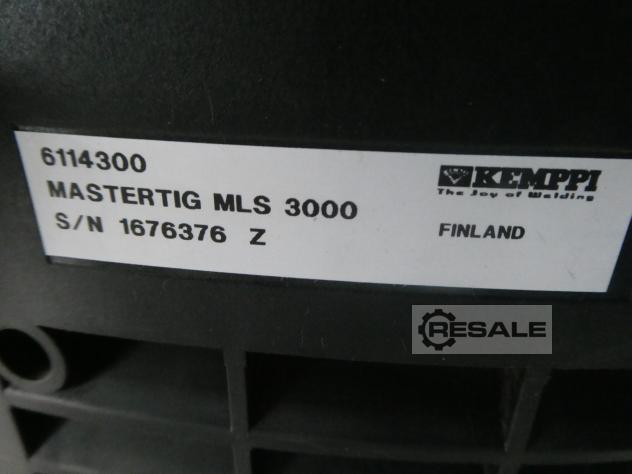 6114300
MASTERTIG MLS 3000
S/N 1676376 Z
KEMPPI
The Joy of Welding
FINLAND
RESALE